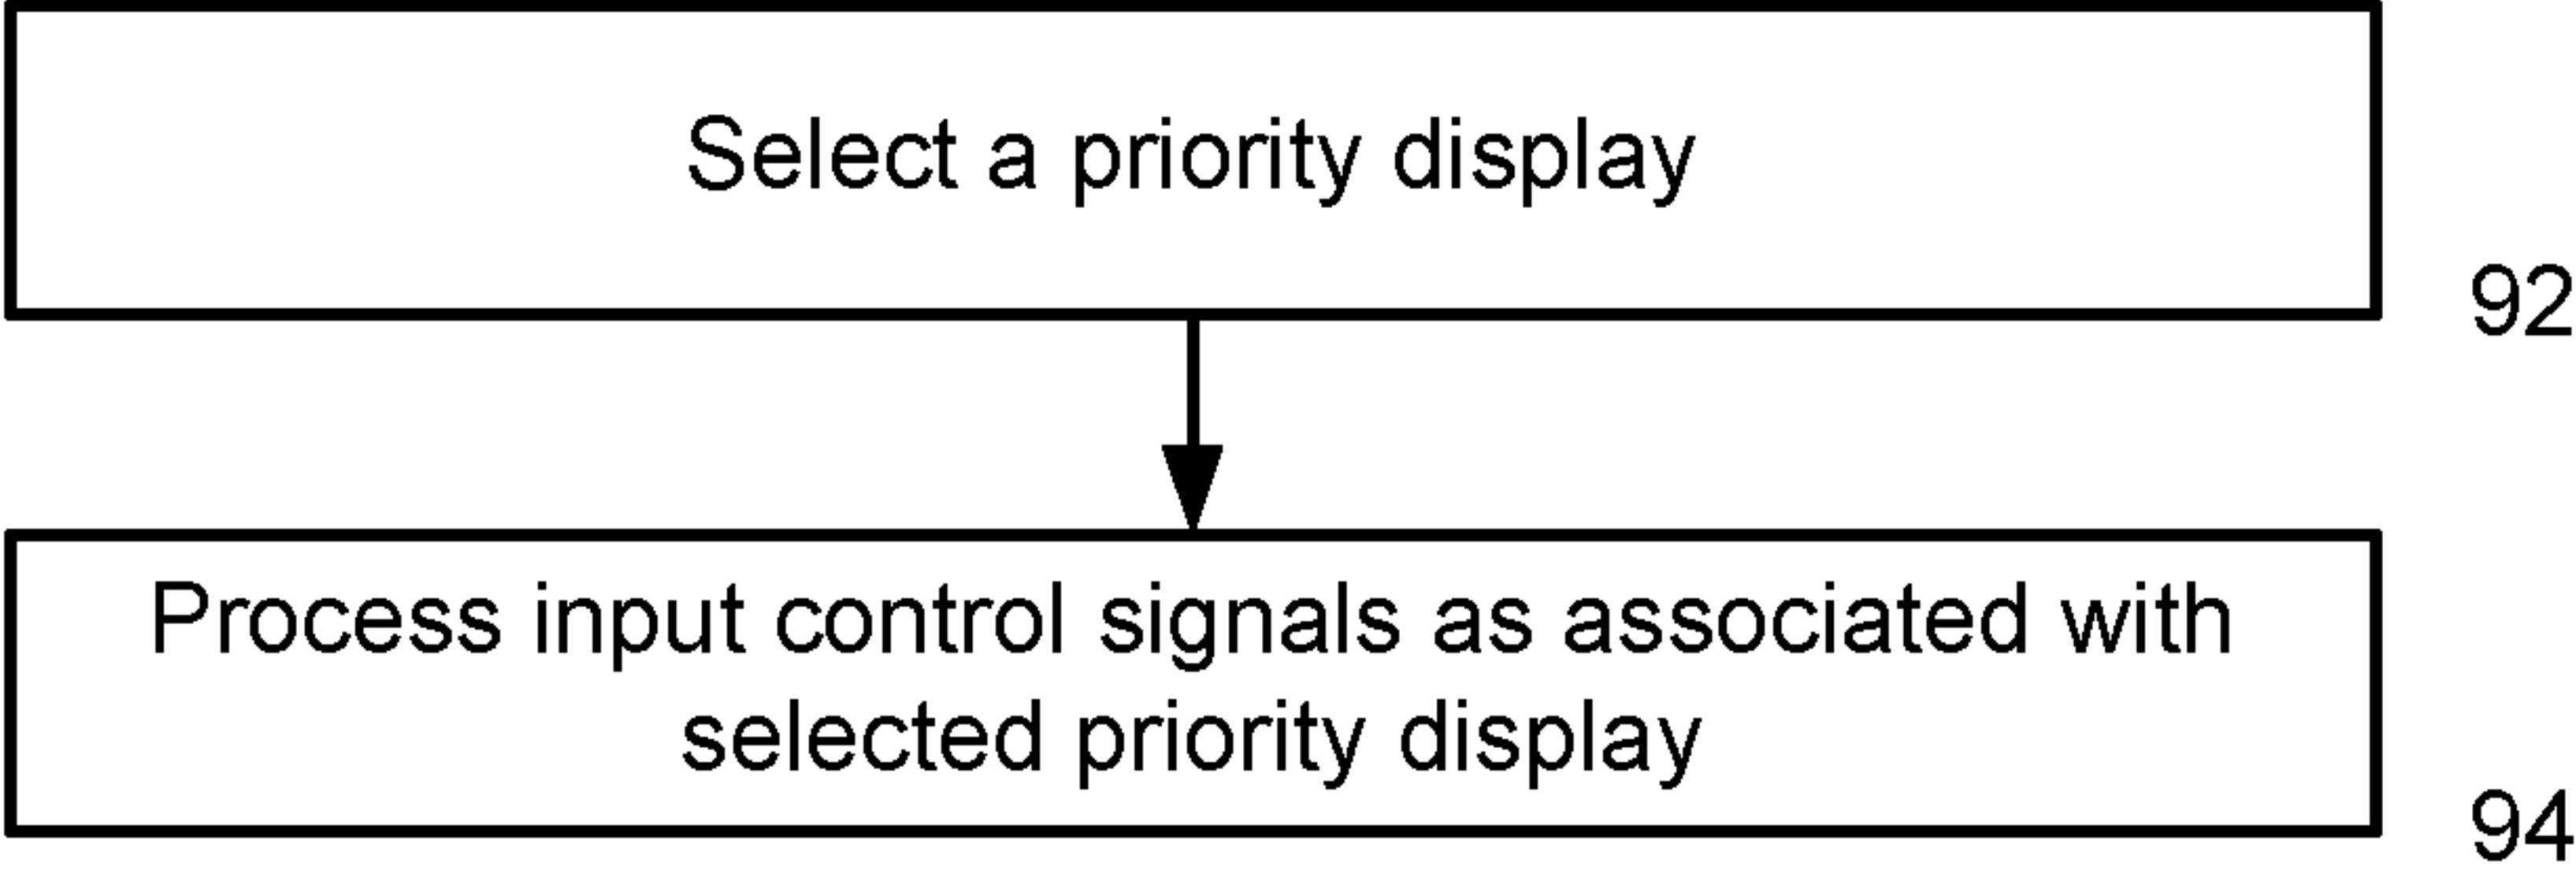 Select a priority display
92
Process input control signals as associated with
selected priority display
94